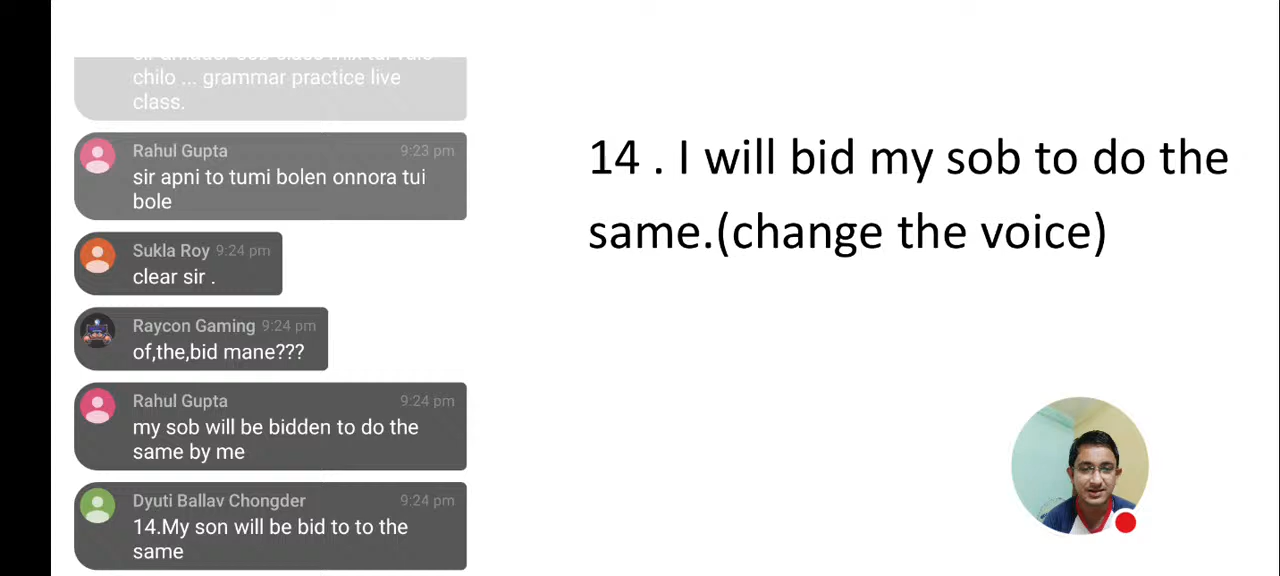 chilo ... grammar practice live
class.
Rahul Gupta 9:23 pm
sir apni to tumi bolen onnora tui
bole
Sukla Roy 9:24 pm
clear sir .
Raycon Gaming 9:24 pm
of,the,bid mane???
Rahul Gupta 9:24 pm
my sob will be bidden to do the
same by me
Dyuti Ballav Chongder 9:24 pm
14.My son will be bid to to the
same
14 . I will bid my sob to do the
same.(change the voice)